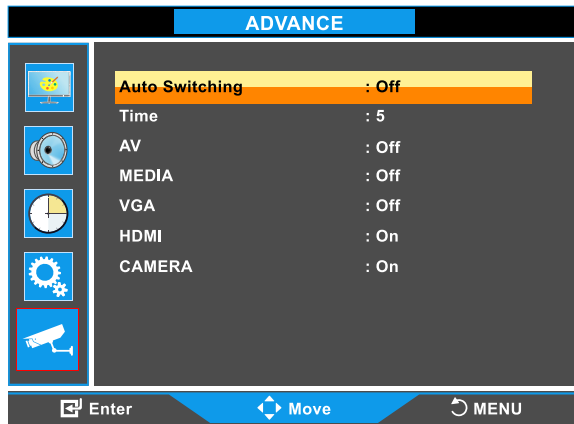 ADVANCE
Auto Switching : Off
Time : 5
AV : Off
MEDIA : Off
VGA : Off
HDMI : On
CAMERA : On
Enter Move MENU